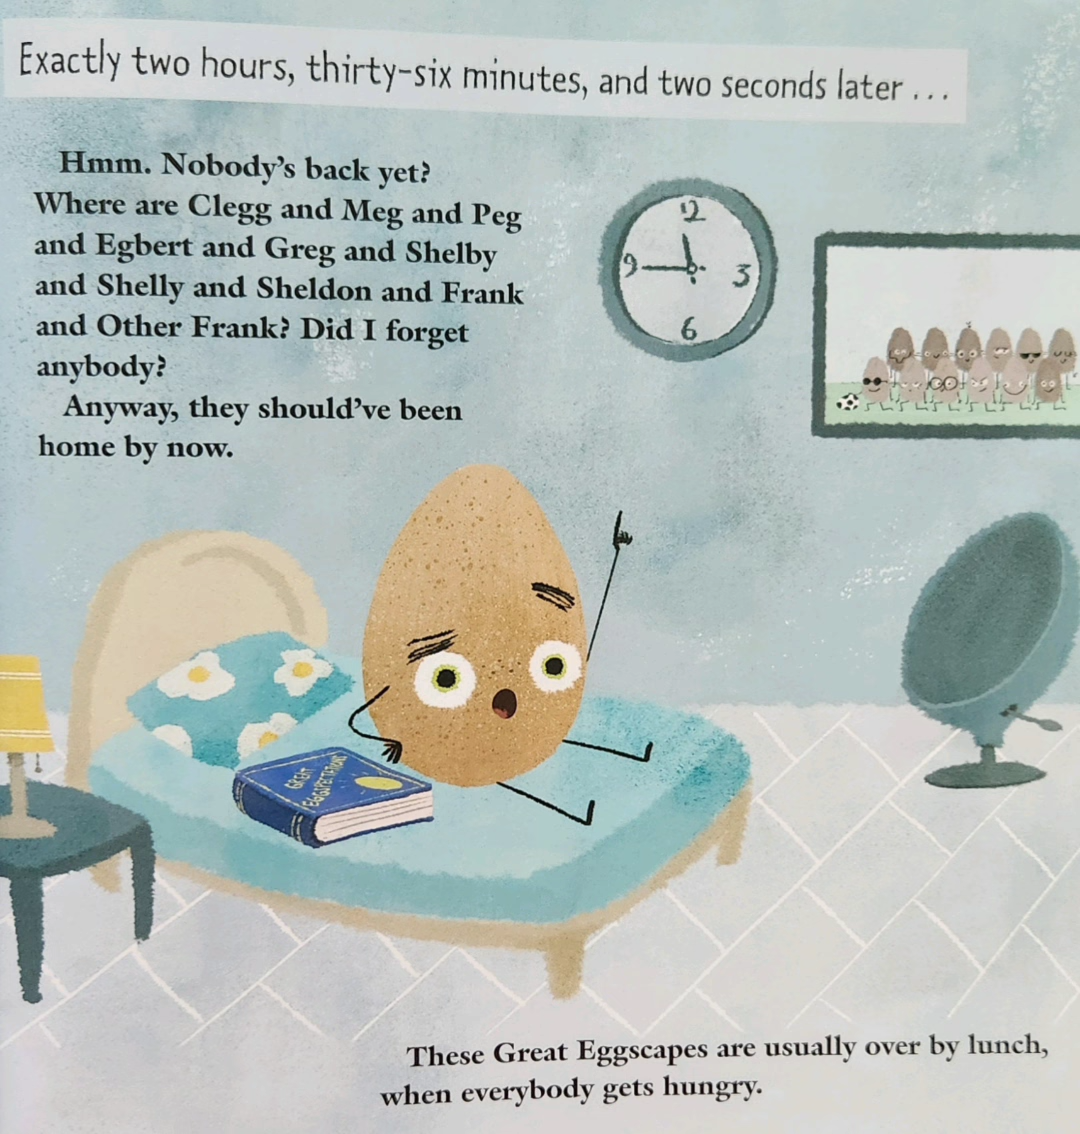 Exactly two hours, thirty-six minutes, and two seconds later ...
Hmm. Nobody's back yet?
Where are Clegg and Meg and Peg
and Egbert and Greg and Shelby
and Shelly and Sheldon and Frank
and Other Frank? Did I forget
anybody?
Anyway, they should've been
home by now.
12
9
3
6
GREAT
EGGSPECTATIONS
These Great Eggscapes are usually over by lunch,
when everybody gets hungry.